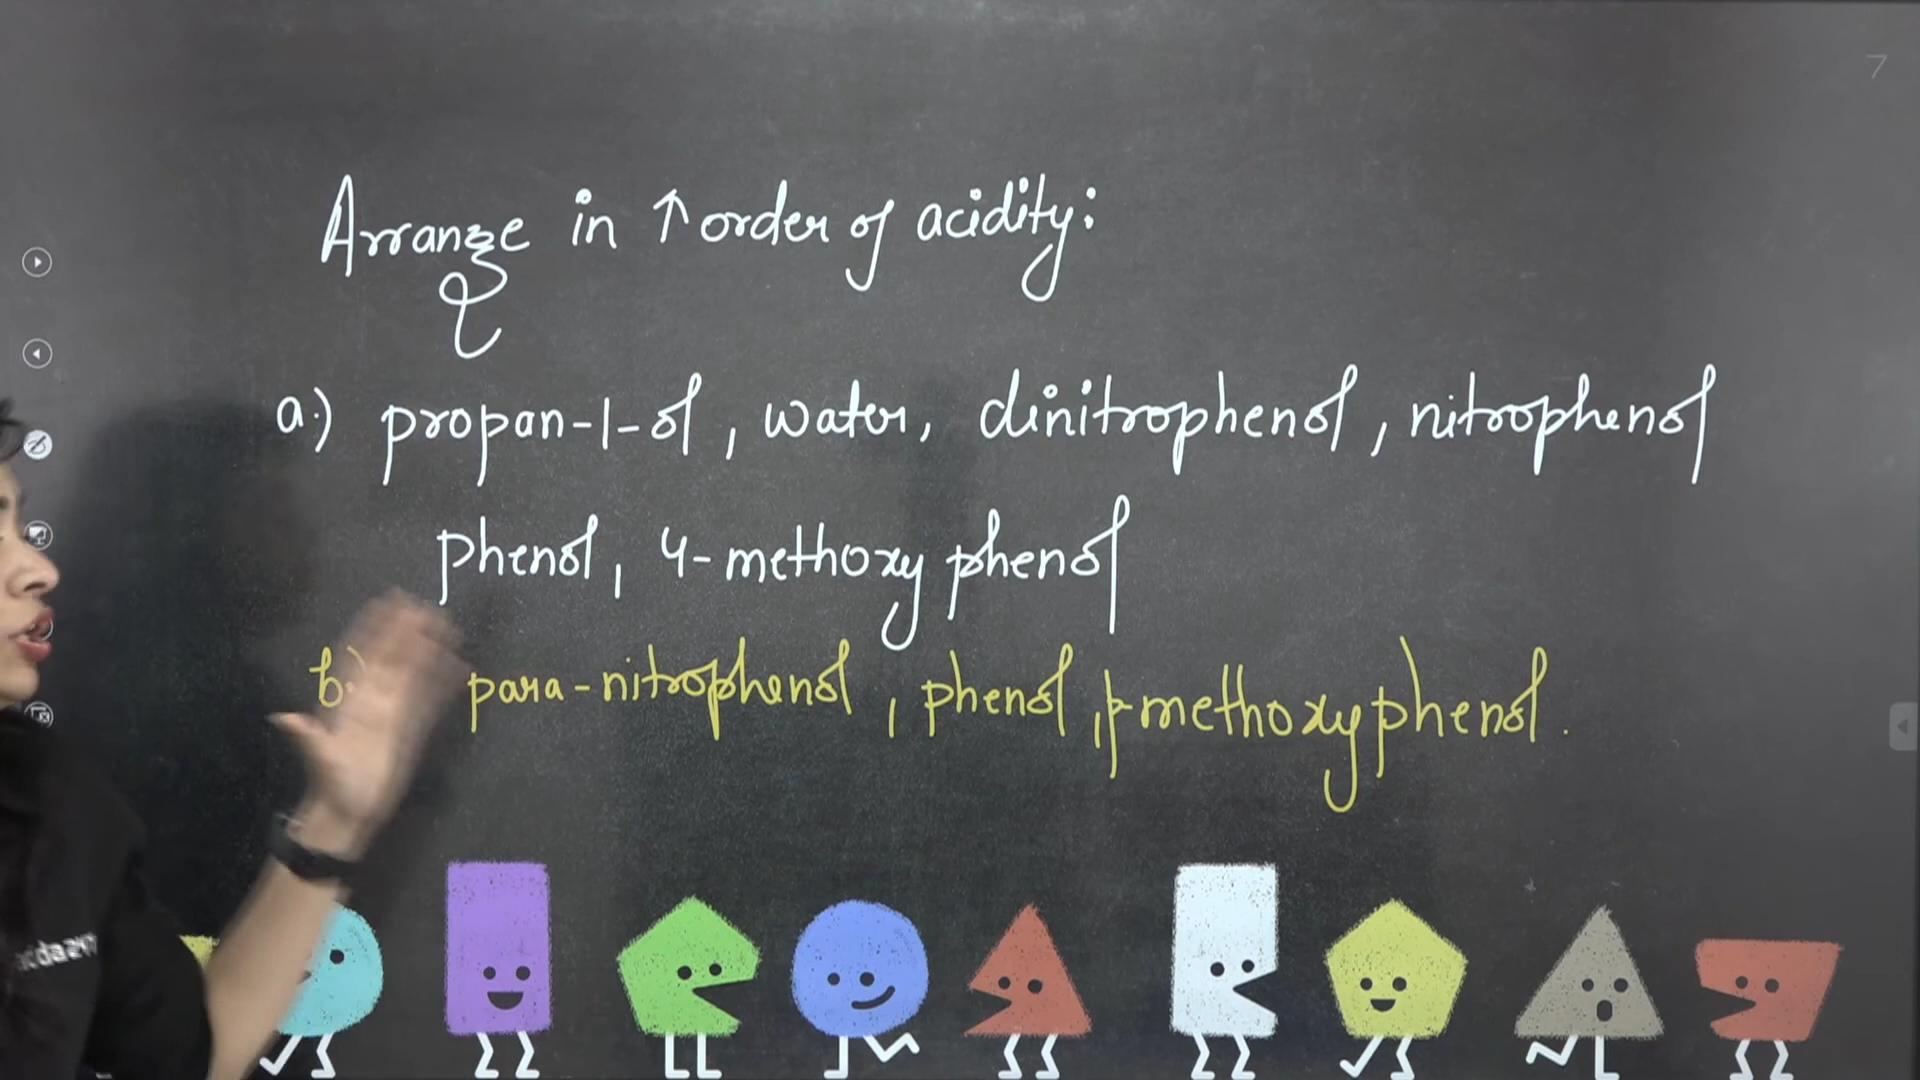 7
Arrange in ↑ order of acidity:
a.) propan-1-ol, water, dinitrophenol, nitrophenol
phenol, 4-methoxy phenol
b.) para-nitrophenol, phenol, p-methoxyphenol.